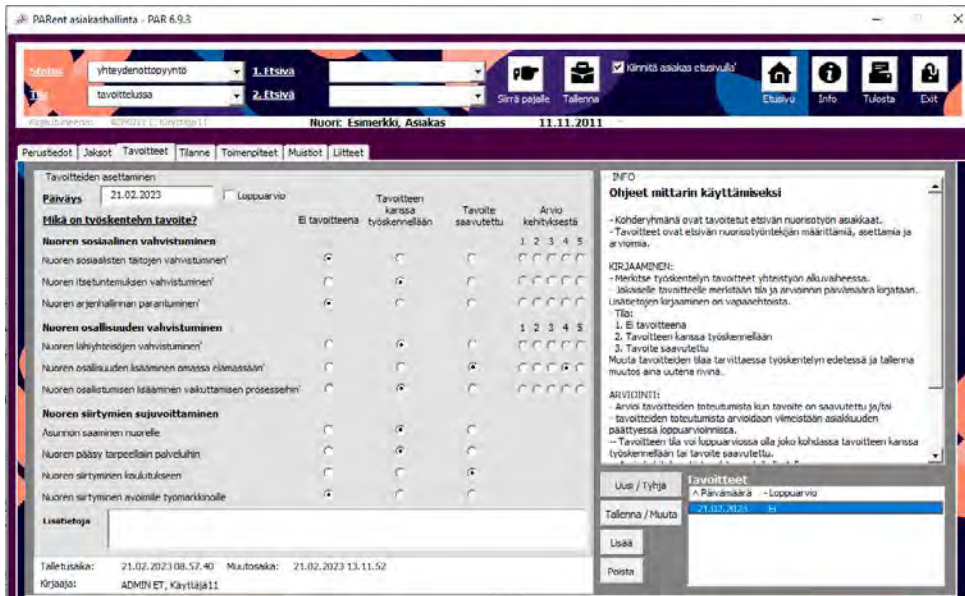 PARent asiakashallinta - PAR 6.9.3
Status yhteydenottopyyntö 1. Etsivä
Tila tavoittelussa 2. Etsivä
Siirrä pajalle Tallenna
Kiinnitä asiakas etusivulla'
Etusivu Info Tulosta Exit
Kirjautuneena: ADMIN ET, Käyttäjä11 Nuori: Esimerkki, Asiakas 11.11.2011
Perustiedot Jaksot Tavoitteet Tilanne Toimenpiteet Muistiot Liitteet
Tavoitteiden asettaminen
Päiväys 21.02.2023 Loppuarvio
Mikä on työskentelyn tavoite? Ei tavoitteena Tavoitteen kanssa työskennellään Tavoite saavutettu Arvio kehityksestä
Nuoren sosiaalinen vahvistuminen 1 2 3 4 5
Nuoren sosiaalisten taitojen vahvistuminen'
Nuoren itsetuntemuksen vahvistuminen'
Nuoren arjenhallinnan parantuminen'
Nuoren osallisuuden vahvistuminen 1 2 3 4 5
Nuoren lähiyhteisöjen vahvistuminen'
Nuoren osallisuuden lisääminen omassa elämässään'
Nuoren osallistumisen lisääminen vaikuttamisen prosesseihin'
Nuoren siirtymien sujuvoittaminen
Asunnon saaminen nuorelle
Nuoren pääsy tarpeellisiin palveluihin
Nuoren siirtyminen koulutukseen
Nuoren siirtyminen avoimille työmarkkinoille
Lisätietoja
Talletusaika: 21.02.2023 08.57.40 Muutosaika: 21.02.2023 13.11.52
Kirjaaja: ADMIN ET, Käyttäjä11
INFO
Ohjeet mittarin käyttämiseksi
- Kohderyhmänä ovat tavoitetut etsivän nuorisotyön asiakkaat.
- Tavoitteet ovat etsivän nuorisotyöntekijän määrittämiä, asettamia ja
arvioimia.
KIRJAAMINEN:
- Merkitse työskentelyn tavoitteet yhteistyön alkuvaiheessa.
- Jokaiselle tavoitteelle merkitään tila ja arvioinnin päivämäärä kirjataan.
Lisätietojen kirjaaminen on vapaaehtoista.
- Tila:
1. Ei tavoitteena
2. Tavoitteen kanssa työskennellään
3. Tavoite saavutettu
Muuta tavoitteiden tilaa tarvittaessa työskentelyn edetessä ja tallenna
muutos aina uutena rivinä.
ARVIOINTI:
- Arvioi tavoitteiden toteutumista kun tavoite on saavutettu ja/tai
- tavoitteiden toteutumista arvioidaan viimeistään asiakkuuden
päättyessä loppuarvioinnissa.
-- Tavoitteen tila voi loppuarviossa olla joko kohdassa tavoitteen kanssa
työskennellään tai tavoite saavutettu.
Uusi / Tyhjä
Tallenna / Muuta
Lisää
Poista
Tavoitteet
^ Päivämäärä - Loppuarvio
21.02.2023 Ei